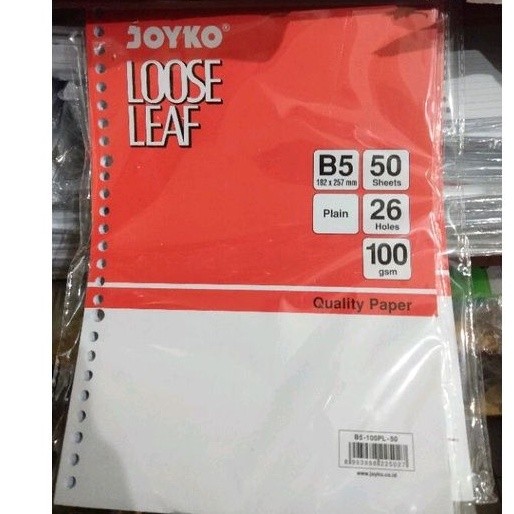 JOYKO
LOOSE
LEAF
B5
182 x 257 mm
50
Sheets
Plain
26
Holes
100
gsm
Quality Paper
B5-100PL-50
www.joyko.co.id